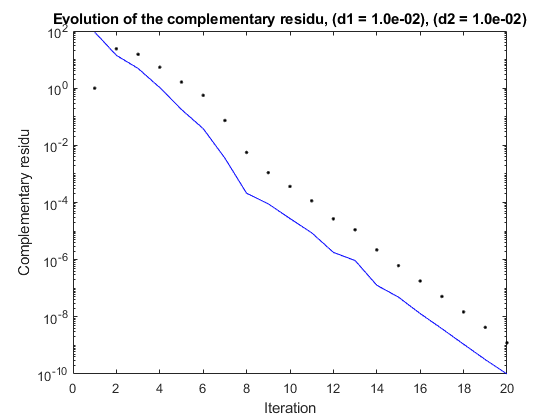 Evolution of the complementary residu, (d1 = 1.0e-02), (d2 = 1.0e-02)
Complementary residu
10^2
10^0
10^-2
10^-4
10^-6
10^-8
10^-10
0 2 4 6 8 10 12 14 16 18 20
Iteration